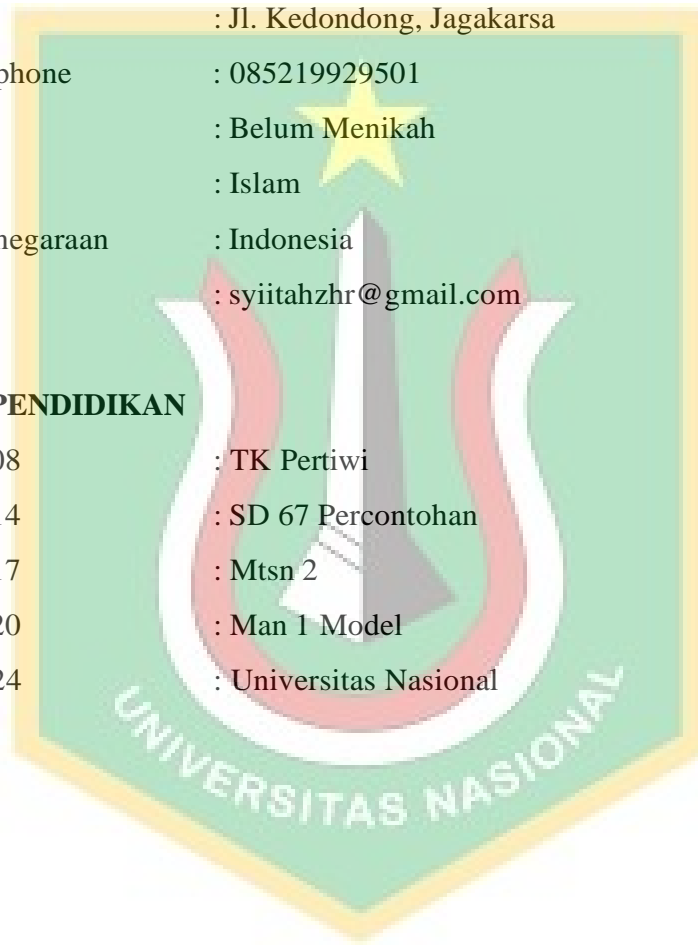 : Jl. Kedondong, Jagakarsa
phone : 085219929501
: Belum Menikah
: Islam
negaraan : Indonesia
: syiitahzhr@gmail.com
PENDIDIKAN
08 : TK Pertiwi
14 : SD 67 Percontohan
17 : Mtsn 2
20 : Man 1 Model
24 : Universitas Nasional
UNIVERSITAS NASIONAL